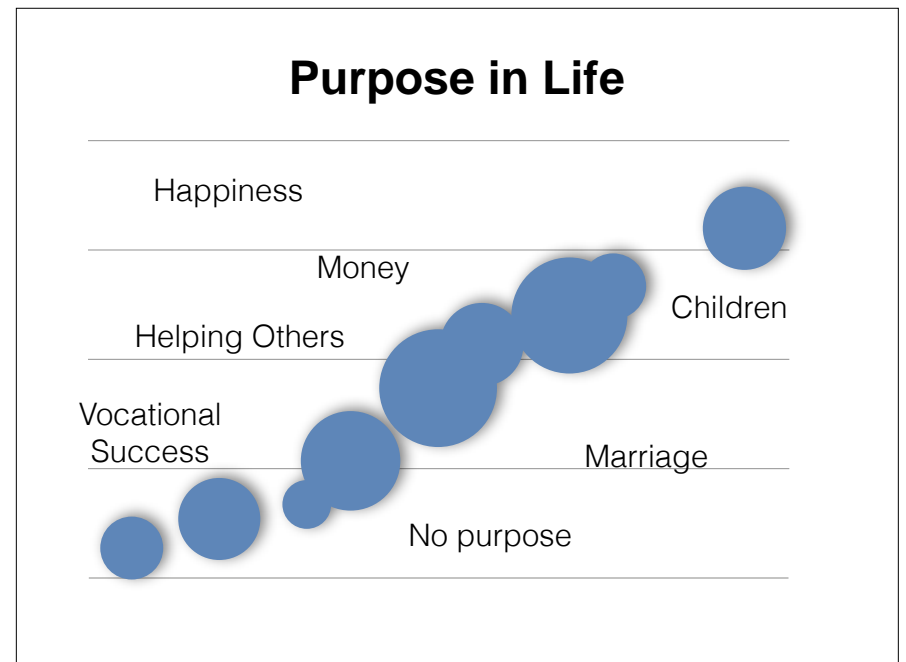 Purpose in Life
Happiness
Money
Children
Helping Others
Vocational
Success
Marriage
No purpose